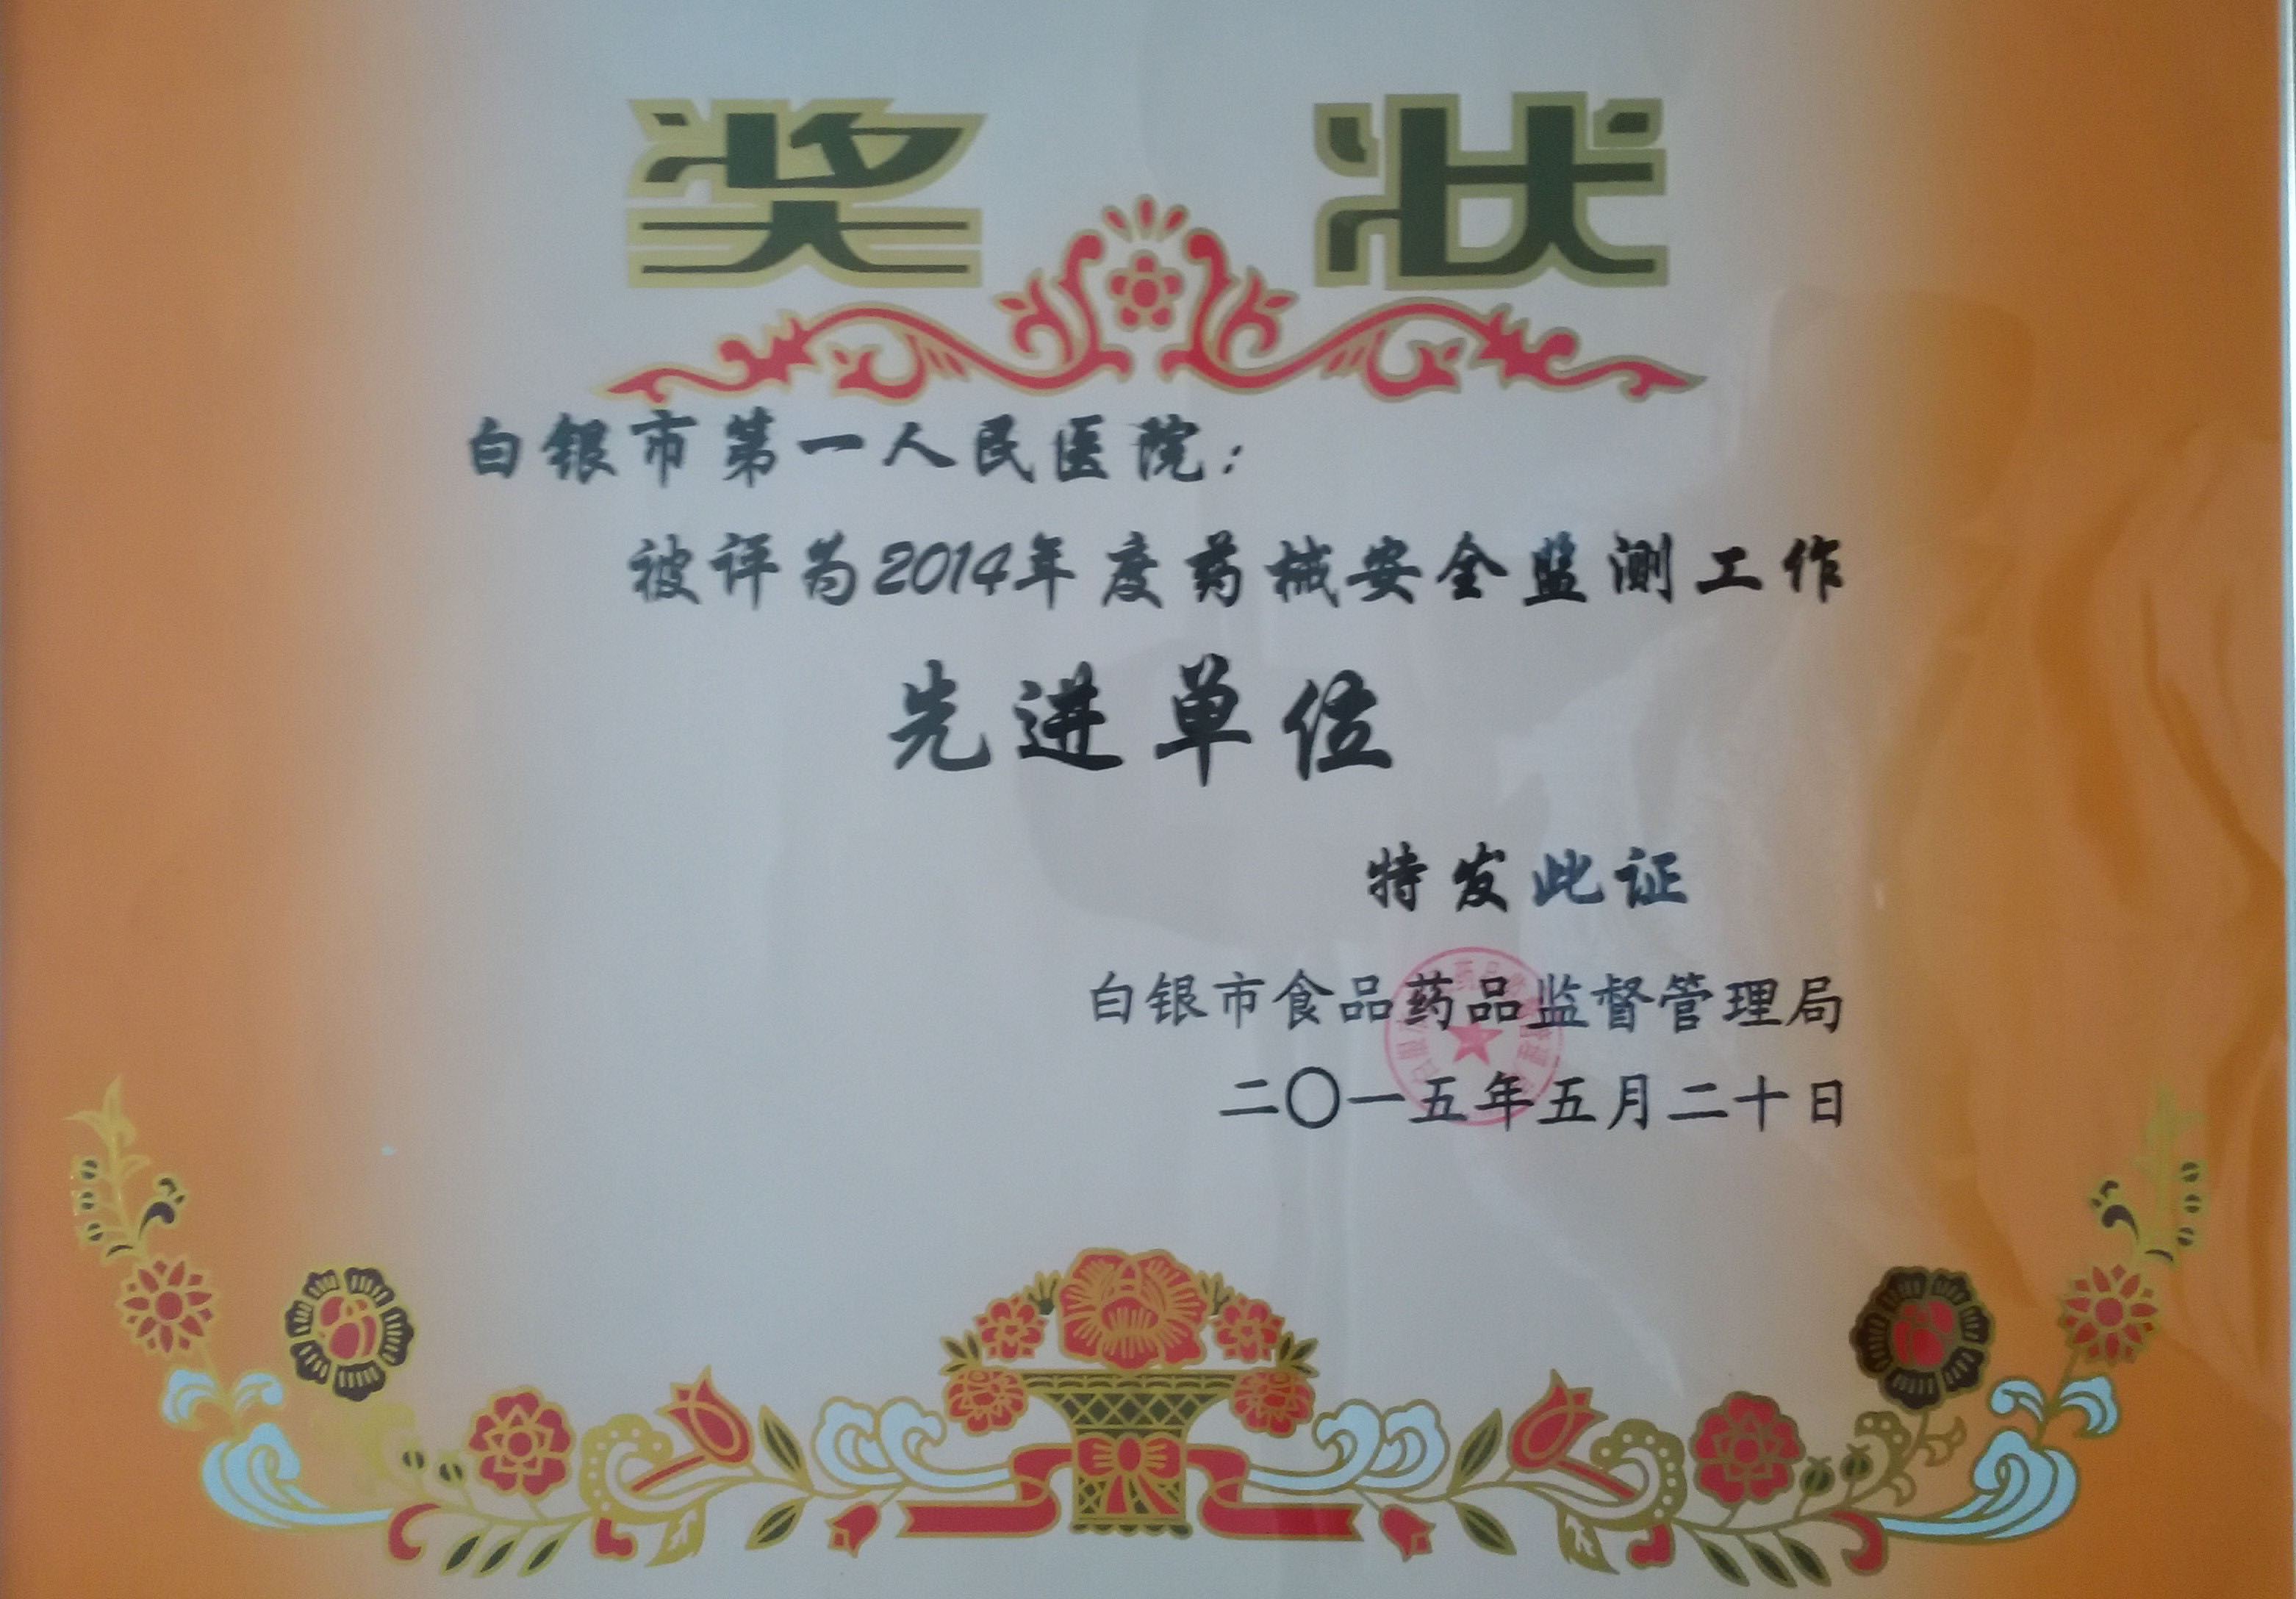 奖状
白银市第一人民医院：
被评为2014年度药械安全监测工作
先进单位
特发此证
白银市食品药品监督管理局
二〇一五年五月二十日